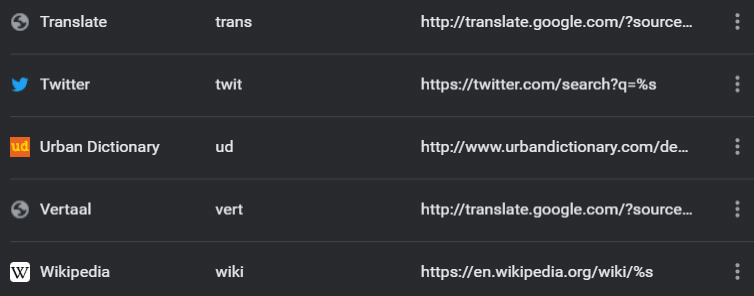 Translate trans http://translate.google.com/?source...
Twitter twit https://twitter.com/search?q=%s
ud Urban Dictionary ud http://www.urbandictionary.com/de...
Vertaal vert http://translate.google.com/?source...
W Wikipedia wiki https://en.wikipedia.org/wiki/%s